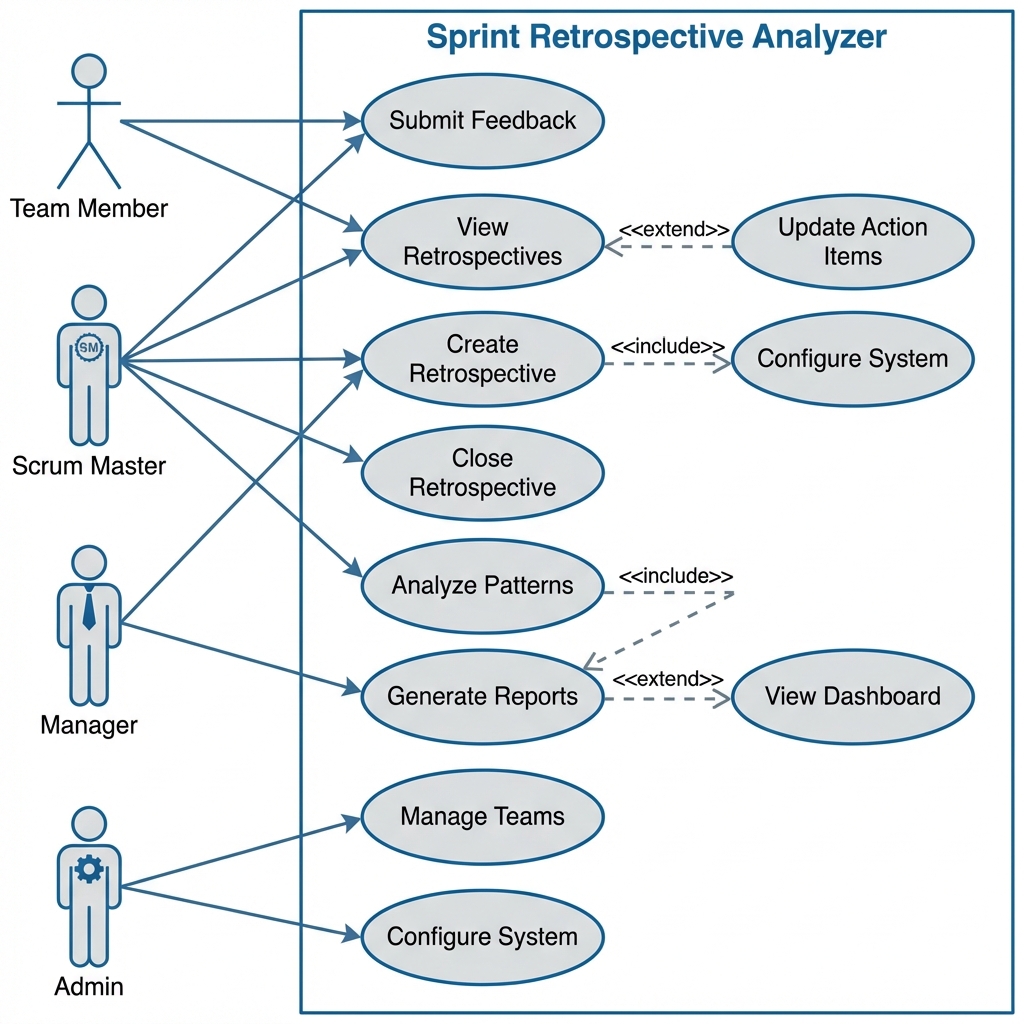 Sprint Retrospective Analyzer
Team Member
Submit Feedback
View
Retrospectives
<<extend>>
Update Action
Items
SM
Scrum Master
Create
Retrospective
<<include>>
Configure System
Close
Retrospective
Manager
Analyze Patterns
<<include>>
Generate Reports
<<extend>>
View Dashboard
Admin
Manage Teams
Configure System